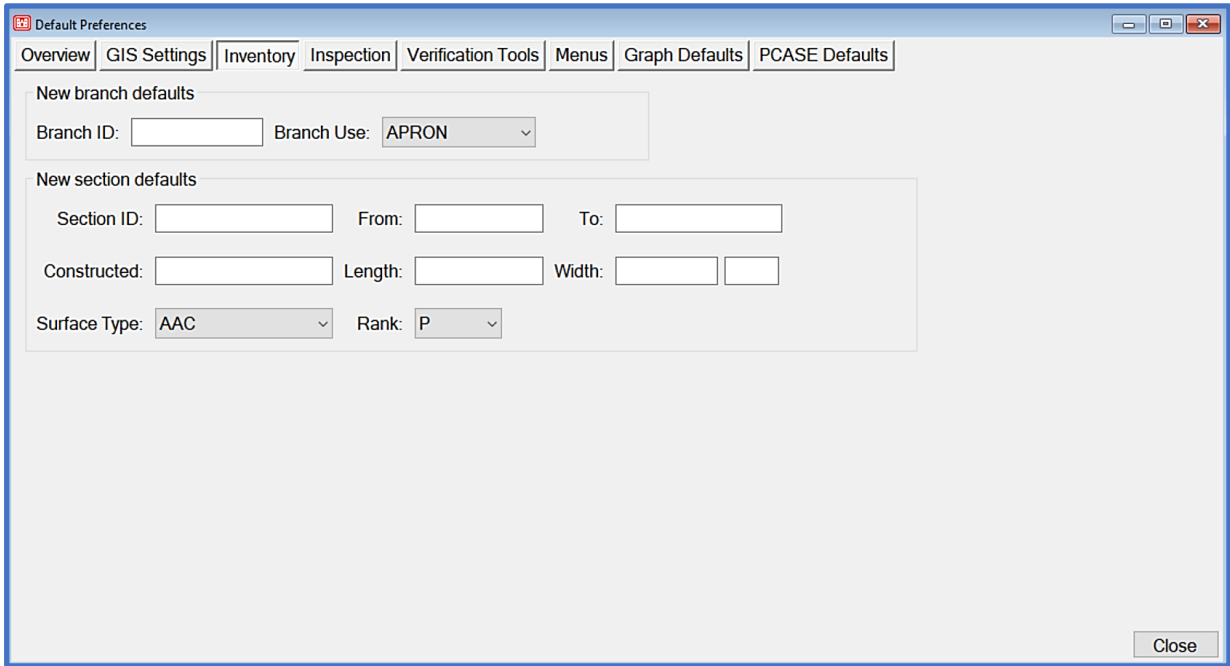 Default Preferences
Overview GIS Settings Inventory Inspection Verification Tools Menus Graph Defaults PCASE Defaults
New branch defaults
Branch ID: Branch Use: APRON
New section defaults
Section ID: From: To:
Constructed: Length: Width:
Surface Type: AAC Rank: P
Close